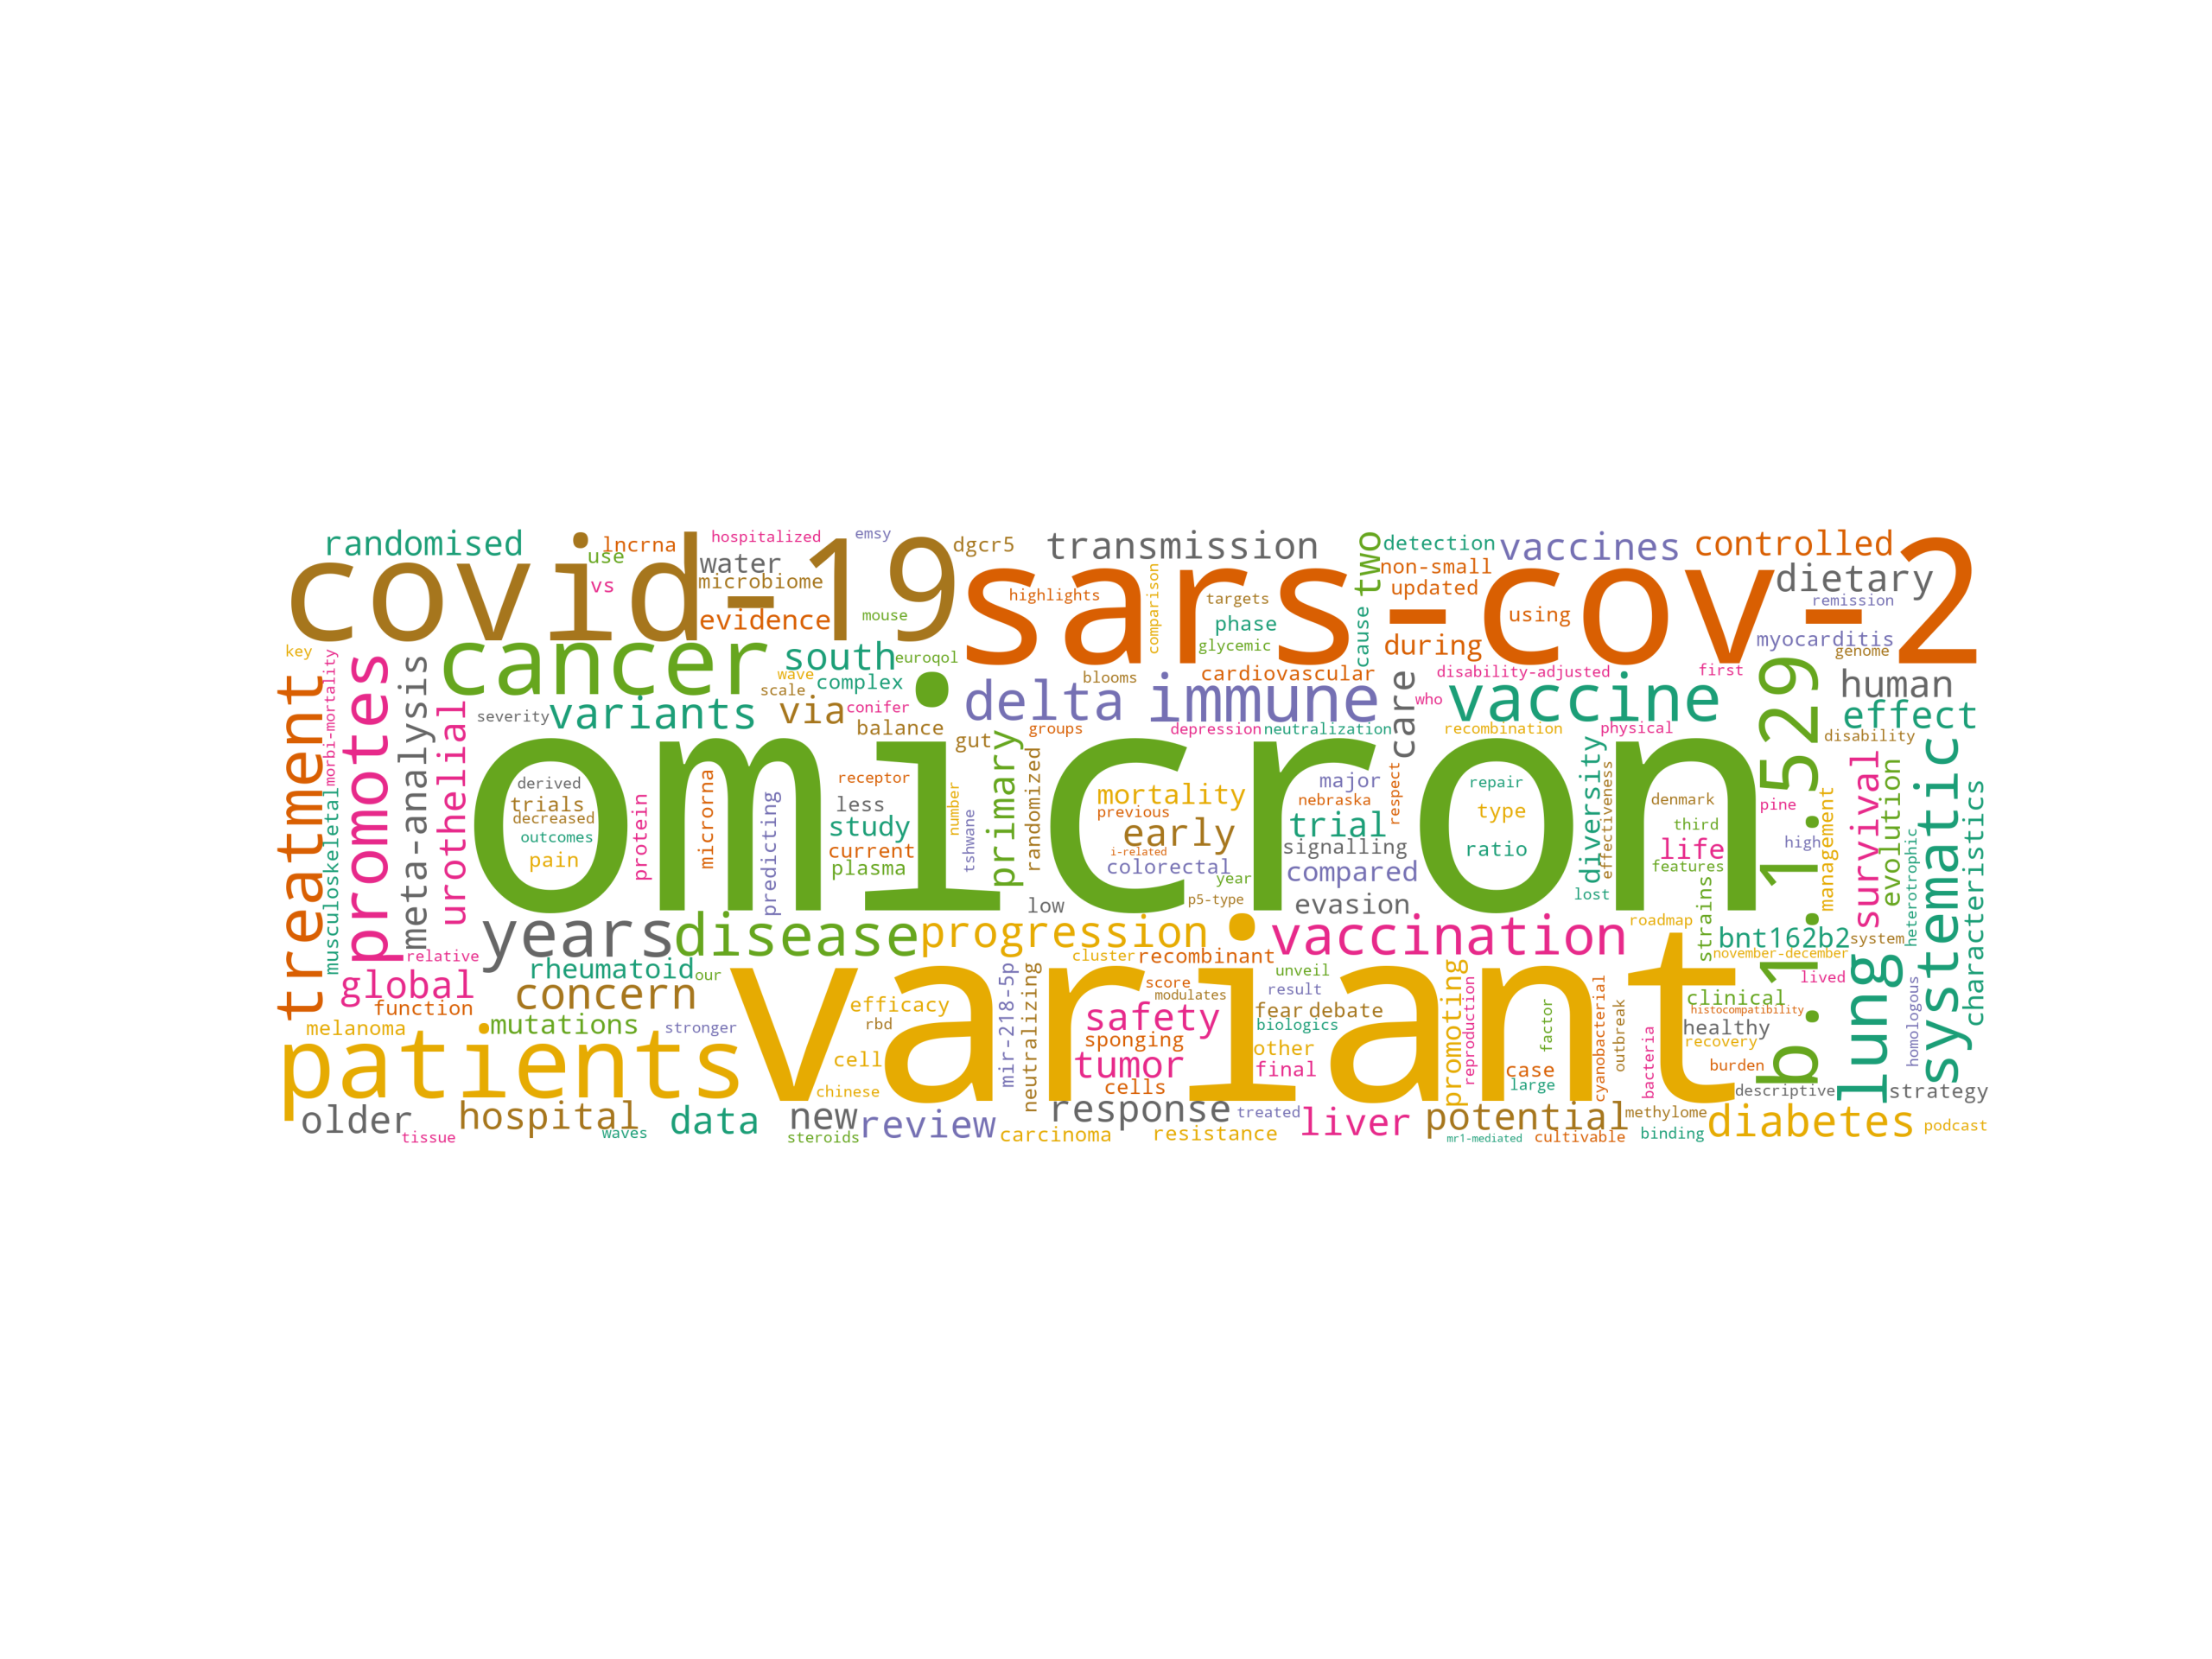 randomised
covid-19
use
lncrna
vs
hospitalized
emsy
water
microbiome
evidence
mouse
dgcr5
transmission
sars-cov-2
highlights
comparison
targets
phase
glycemic
cause
two
detection
non-small
updated
during
vaccines
using
controlled
dietary
remission
myocarditis
genome
key
morbi-mortality
treatment
promotes
meta-analysis
urothelial
musculoskeletal
cancer
severity
variants
south
euroqol
wave
scale
complex
via
conifer
balance
gut
delta
blooms
groups
immune
cardiovascular
depression
neutralization
care
who
disability-adjusted
vaccine
recombination
first
physical
b.1.1.529
human
effect
disability
omicron
derived
trials
decreased
outcomes
pain
protein
microrna
predicting
receptor
less
study
current
plasma
number
tshwane
primary
randomized
mortality
previous
early
i-related
colorectal
year
p5-type
major
nebraska
trial
signalling
compared
respect
evasion
repair
type
ratio
diversity
effectiveness
lost
denmark
third
life
features
pine
high
management
survival
evolution
heterotrophic
systematic
characteristics
low
years
disease
progression
vaccination
roadmap
strains
bnt162b2
system
november-december
lived
lung
homologous
relative
global
function
rheumatoid
our
concern
melanoma
mutations
stronger
patients
variant
efficacy
rbd
cell
chinese
mir-218-5p
neutralizing
cluster
recombinant
score
modulates
unveil
result
safety
fear
debate
biologics
sponging
other
tumor
final
cells
promoting
reproduction
case
large
factor
cyanobacterial
outbreak
bacteria
clinical
histocompatibility
healthy
recovery
burden
descriptive
strategy
older
tissue
hospital
waves
data
new
steroids
review
carcinoma
response
resistance
treated
liver
potential
mr1-mediated
cultivable
methylome
binding
diabetes
podcast